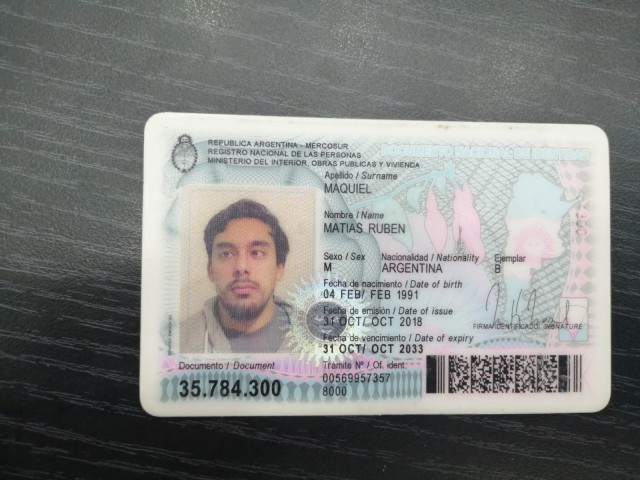 REPUBLICA ARGENTINA - MERCOSUR
REGISTRO NACIONAL DE LAS PERSONAS
MINISTERIO DEL INTERIOR, OBRAS PUBLICAS Y VIVIENDA
Apellido / Surname
MAQUIEL
Nombre / Name
MATIAS RUBEN
Sexo / Sex Nacionalidad / Nationality Ejemplar
M ARGENTINA B
Fecha de nacimiento / Date of birth
04 FEB/ FEB 1991
Fecha de emisión / Date of issue
31 OCT/ OCT 2018
FIRMA IDENTIFICADO / SIGNATURE
Fecha de vencimiento / Date of expiry
31 OCT/ OCT 2033
Documento / Document Trámite N° / Of. ident.
35.784.300 00569957357
8000